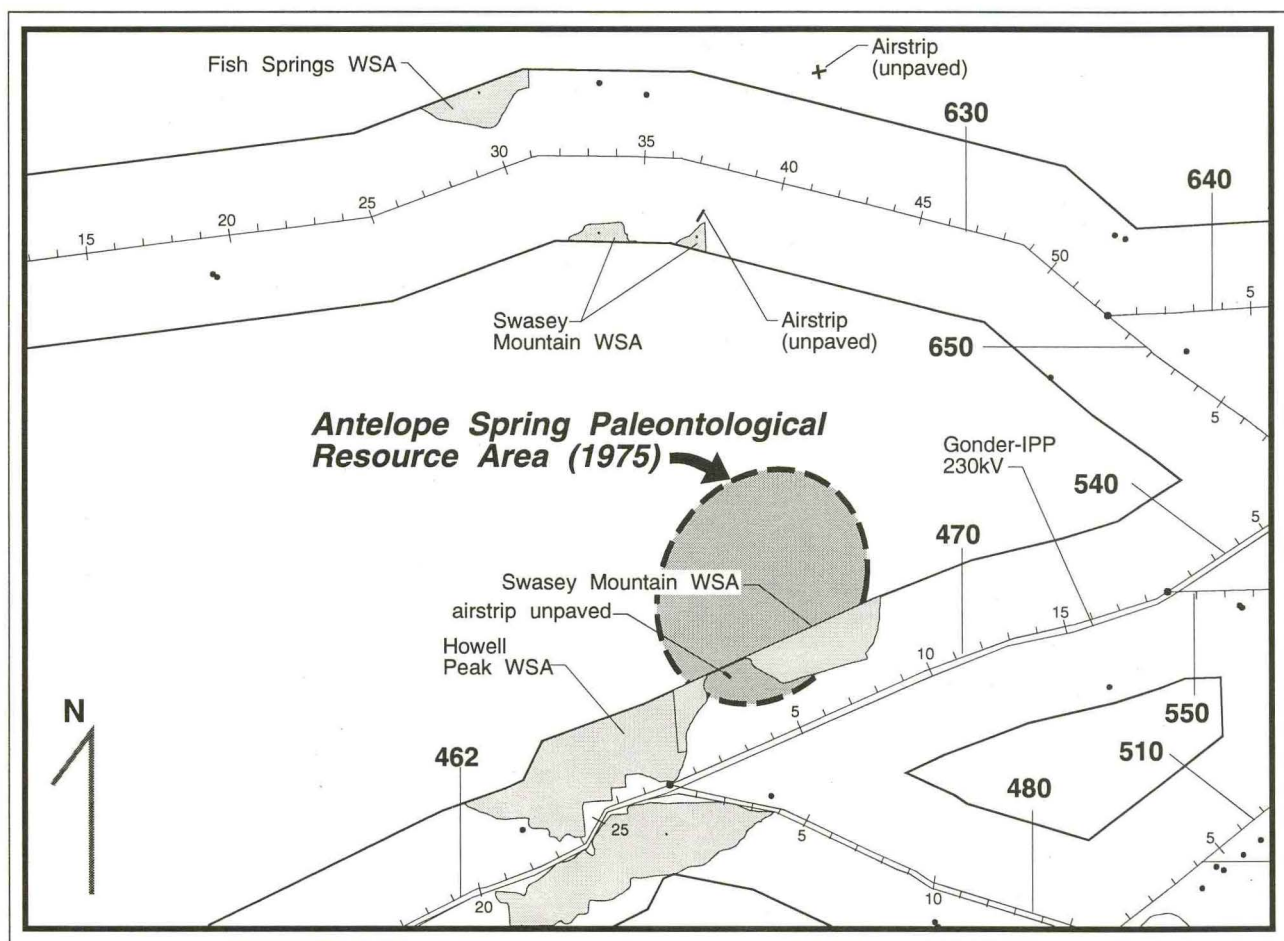 Fish Springs WSA
Airstrip
(unpaved)
630
640
15
20
25
30
35
40
45
50
5
Swasey
Mountain WSA
Airstrip
(unpaved)
650
5
Antelope Spring Paleontological
Resource Area (1975)
Gonder-IPP
230kV
540
5
470
Swasey Mountain WSA
airstrip unpaved
Howell
Peak WSA
15
10
5
550
510
N
462
480
25
20
5
10
5